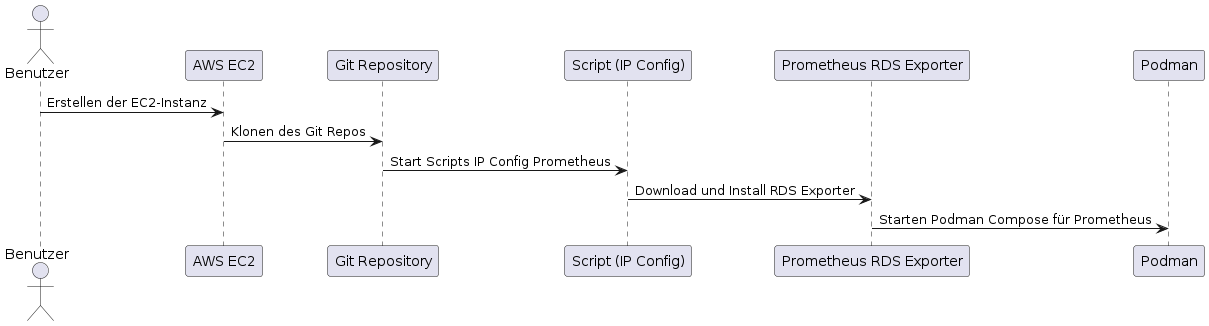 Benutzer
AWS EC2
Git Repository
Script (IP Config)
Prometheus RDS Exporter
Podman
Erstellen der EC2-Instanz
Klonen des Git Repos
Start Scripts IP Config Prometheus
Download und Install RDS Exporter
Starten Podman Compose für Prometheus
Benutzer
AWS EC2
Git Repository
Script (IP Config)
Prometheus RDS Exporter
Podman